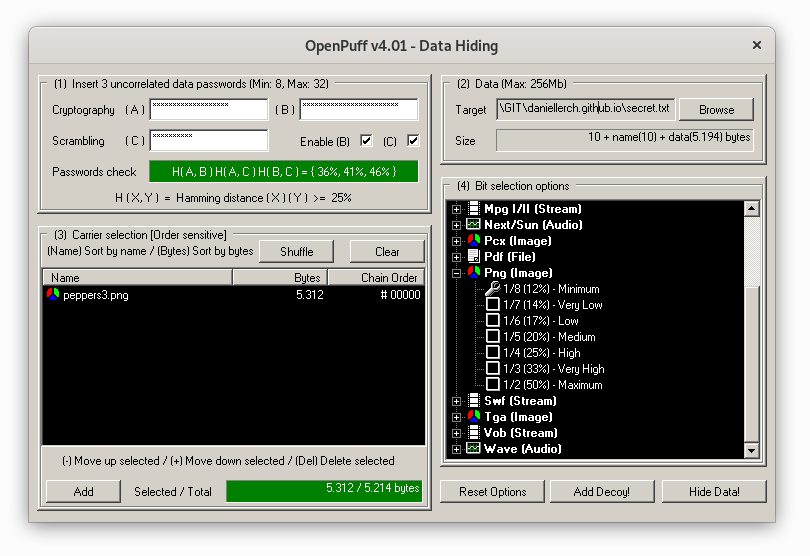 OpenPuff v4.01 - Data Hiding
×
(1) Insert 3 uncorrelated data passwords (Min: 8, Max: 32)
Cryptography (A) ****************** (B) ***********************
Scrambling (C) ********** Enable (B) (C)
Passwords check H( A, B ) H( A, C ) H( B, C ) = { 36%, 41%, 46% }
H ( X, Y ) = Hamming distance ( X ) ( Y ) >= 25%
(2) Data (Max: 256Mb)
Target \GIT\daniellerch.github.io\secret.txt Browse
Size 10 + name(10) + data(5.194) bytes
(3) Carrier selection [Order sensitive]
(Name) Sort by name / (Bytes) Sort by bytes Shuffle Clear
Name Bytes Chain Order
peppers3.png 5.312 # 00000
(-) Move up selected / (+) Move down selected / (Del) Delete selected
Add Selected / Total 5.312 / 5.214 bytes
(4) Bit selection options
Mpg I/II (Stream)
Next/Sun (Audio)
Pcx (Image)
Pdf (File)
Png (Image)
1/8 (12%) - Minimum
1/7 (14%) - Very Low
1/6 (17%) - Low
1/5 (20%) - Medium
1/4 (25%) - High
1/3 (33%) - Very High
1/2 (50%) - Maximum
Swf (Stream)
Tga (Image)
Vob (Stream)
Wave (Audio)
Reset Options Add Decoy! Hide Data!